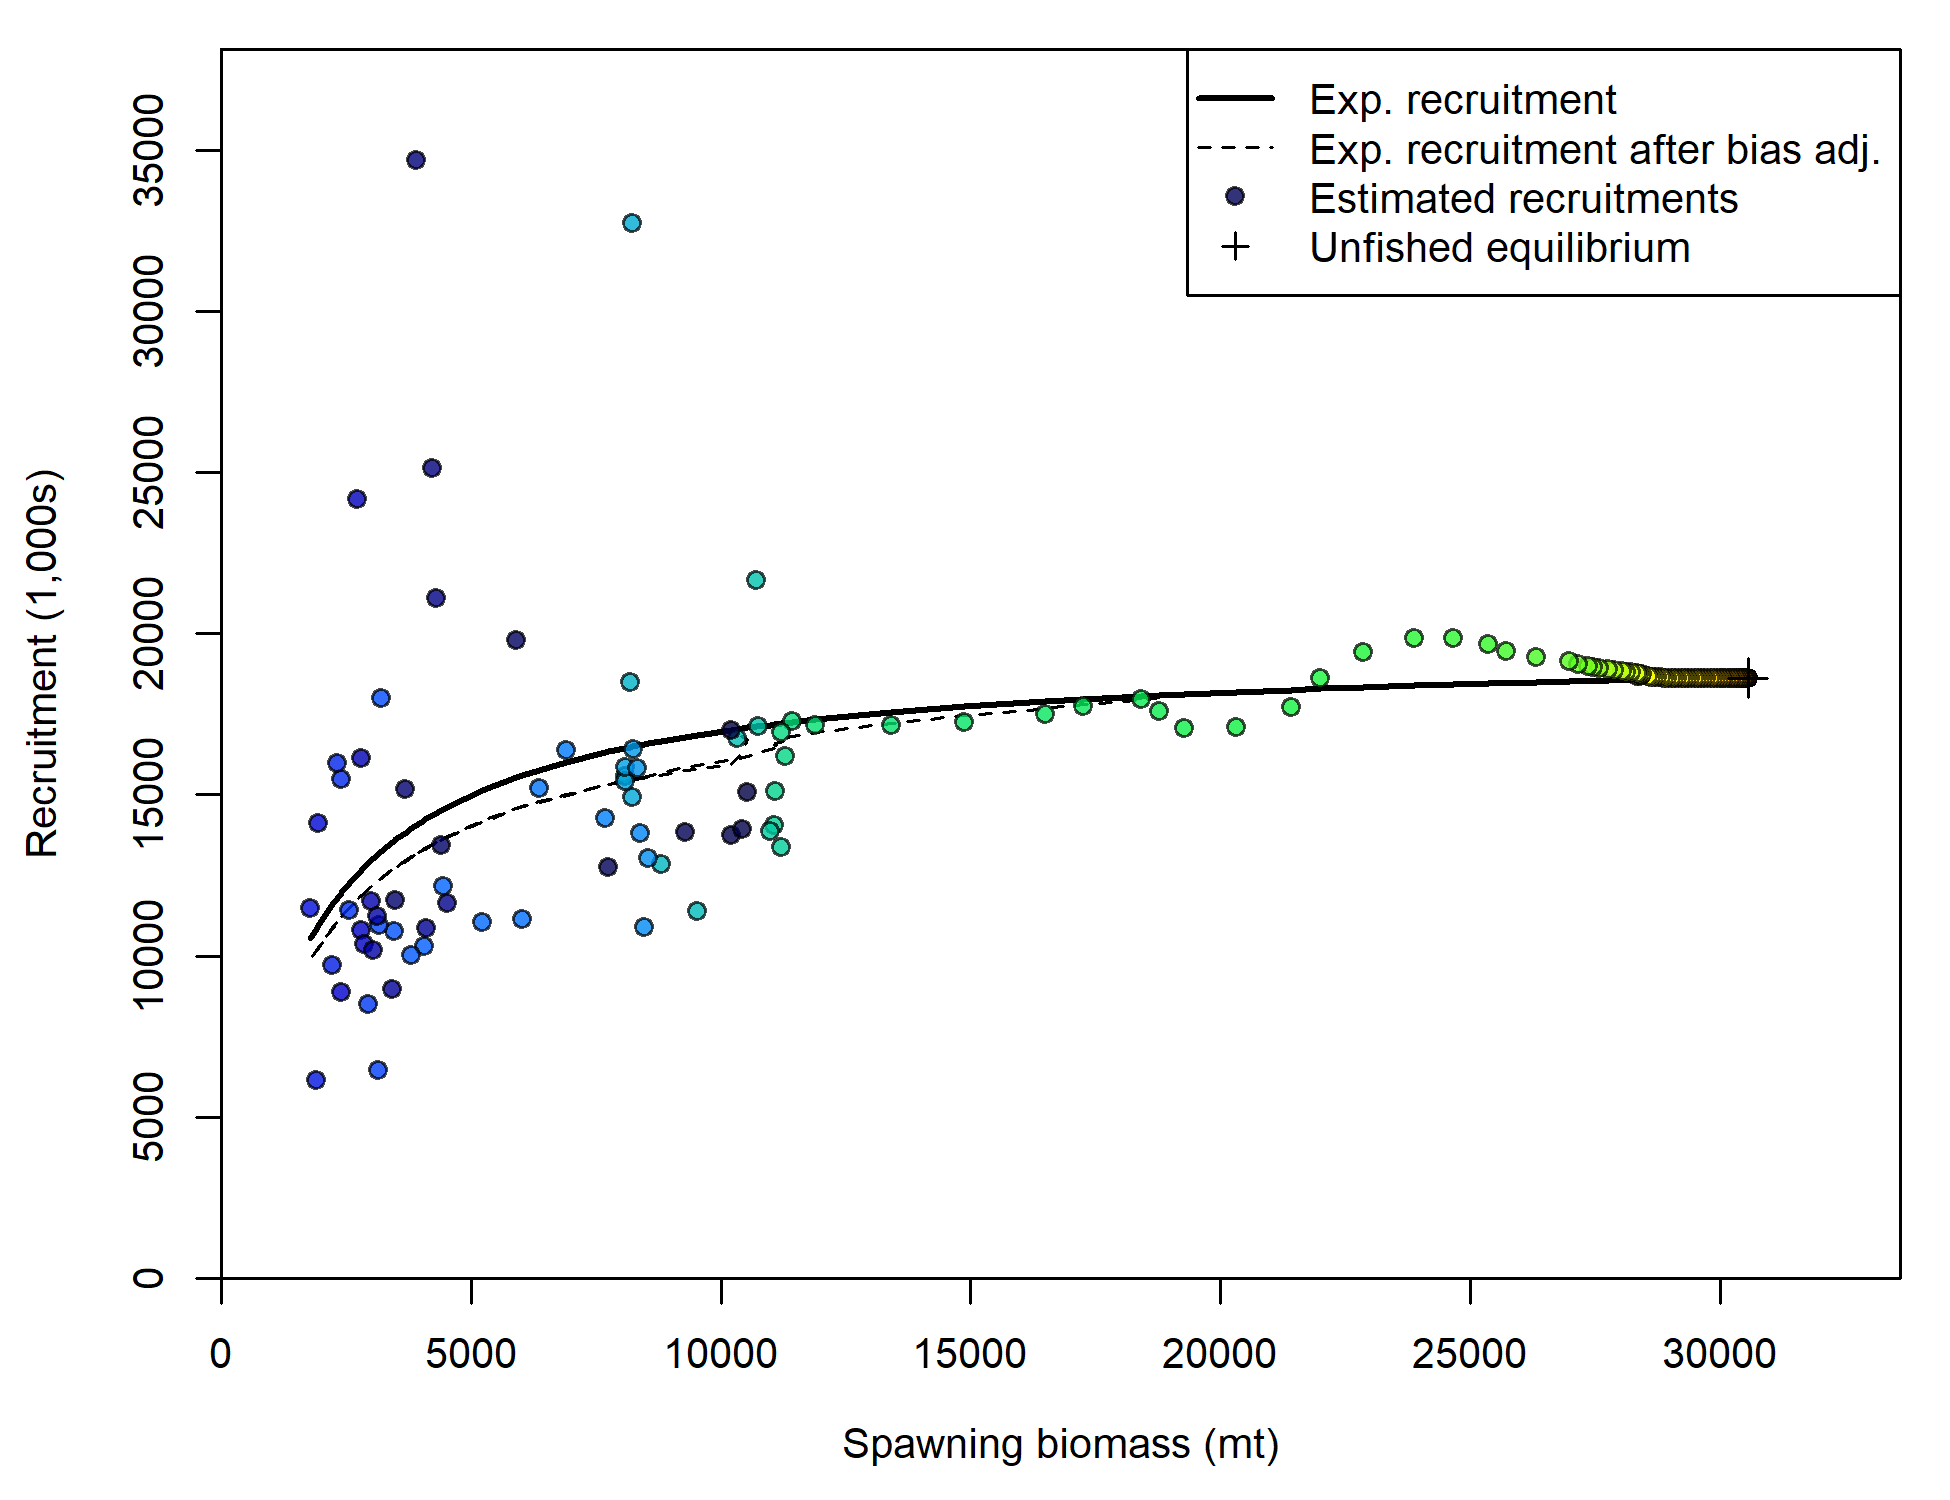 Exp. recruitment
Exp. recruitment after bias adj.
Estimated recruitments
Unfished equilibrium
Recruitment (1,000s)
35000
30000
25000
20000
15000
10000
5000
0
0 5000 10000 15000 20000 25000 30000
Spawning biomass (mt)